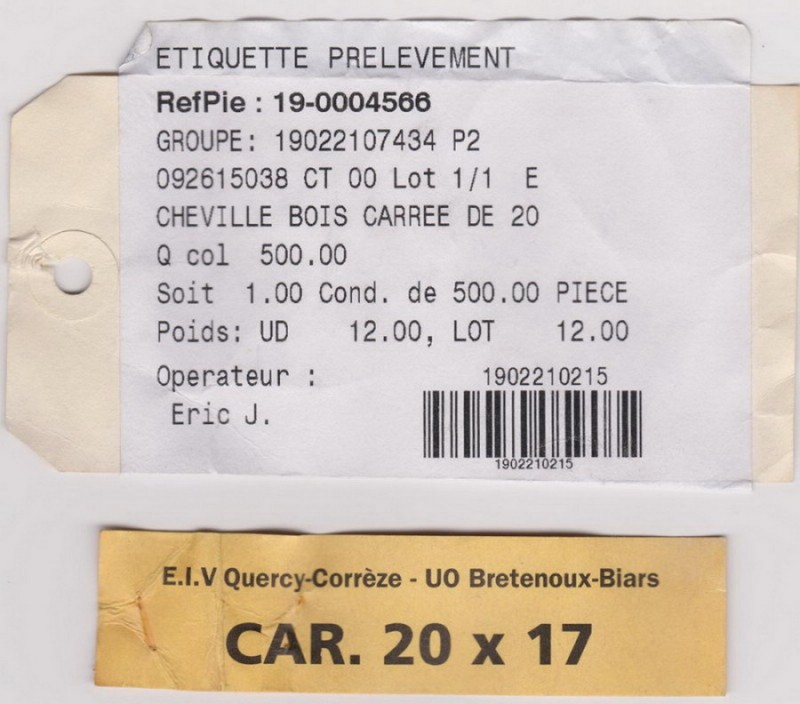 ETIQUETTE PRELEVEMENT
RefPie : 19-0004566
GROUPE: 19022107434 P2
092615038 CT 00 Lot 1/1 E
CHEVILLE BOIS CARREE DE 20
Q col 500.00
Soit 1.00 Cond. de 500.00 PIECE
Poids: UD 12.00, LOT 12.00
Operateur : 1902210215
Eric J.
1902210215
E.I.V Quercy-Corrèze - UO Bretenoux-Biars
CAR. 20 x 17